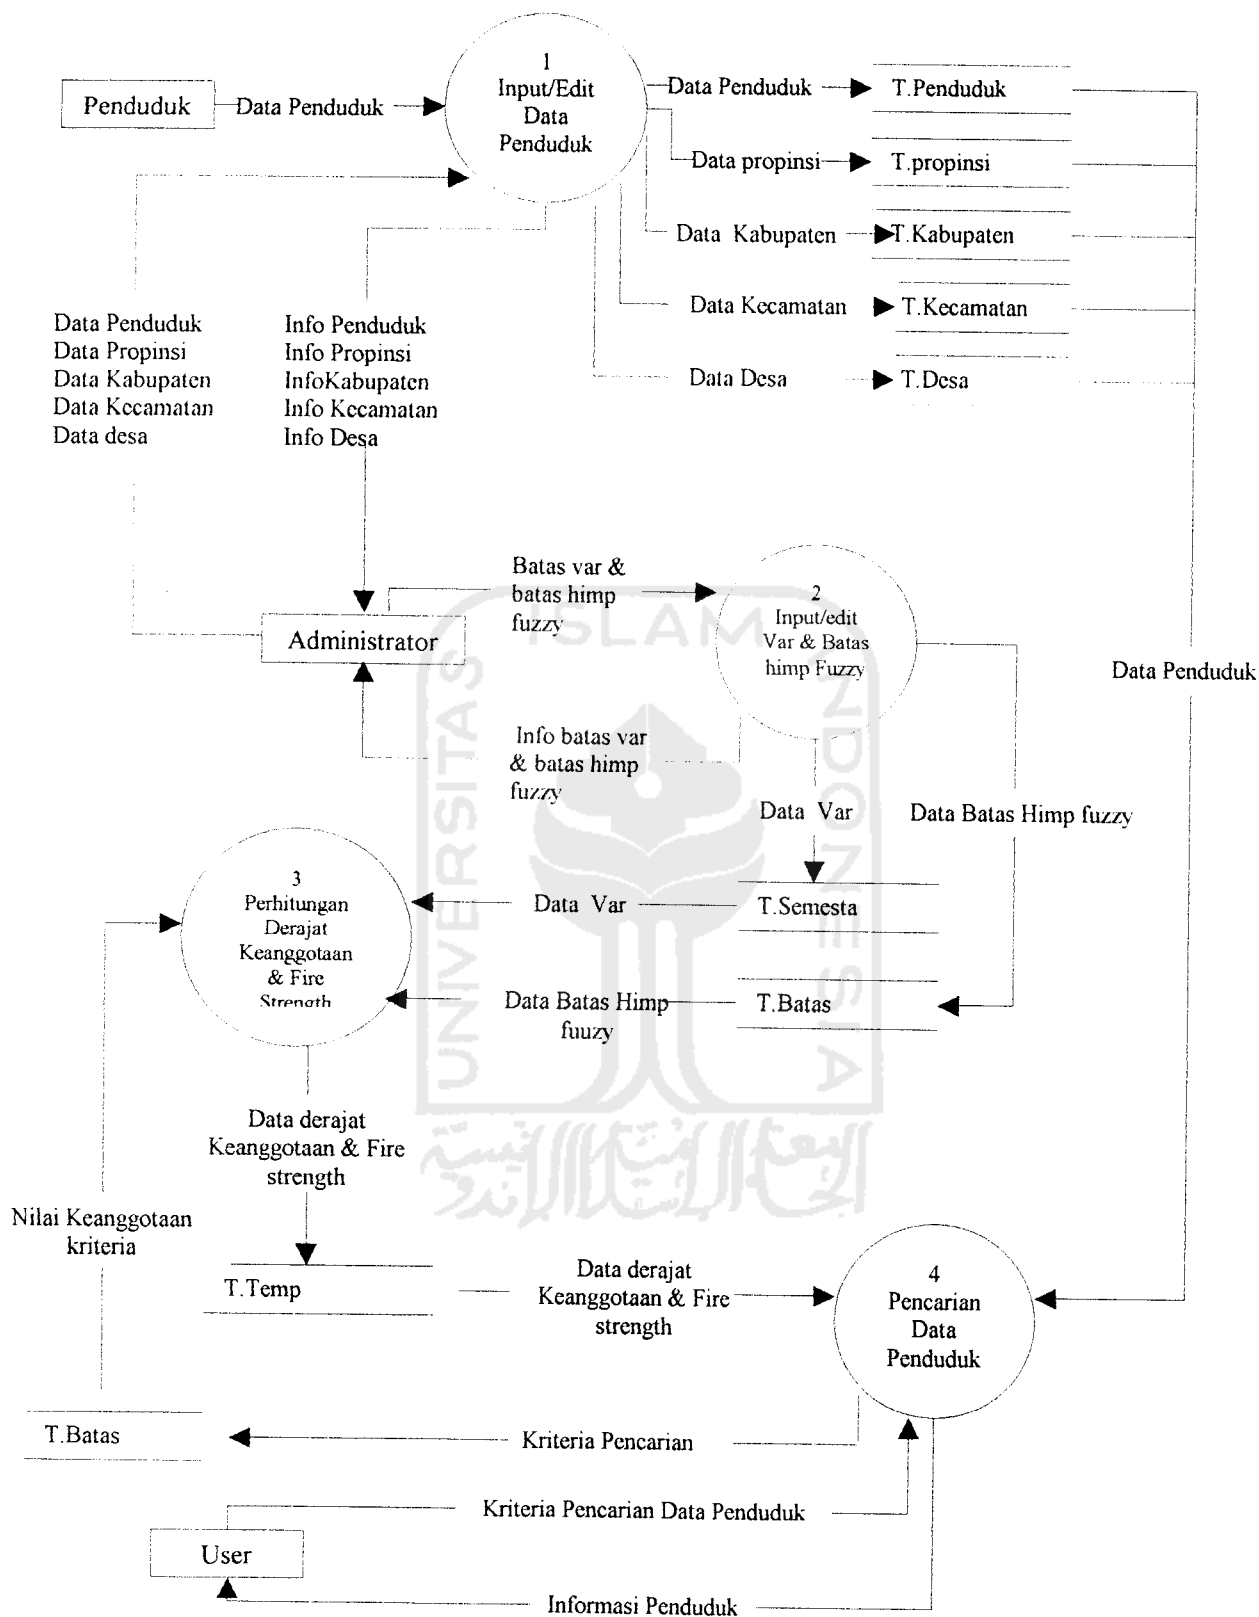 1
Input/Edit
Data
Penduduk
Penduduk
Data Penduduk
Data Penduduk
T.Penduduk
Data propinsi
T.propinsi
Data Kabupaten
T.Kabupaten
Data Kecamatan
T.Kecamatan
Data Desa
T.Desa
Data Penduduk
Data Propinsi
Data Kabupaten
Data Kecamatan
Data desa
Info Penduduk
Info Propinsi
InfoKabupaten
Info Kecamatan
Info Desa
Batas var &
batas himp
fuzzy
2
Input/edit
Var & Batas
himp Fuzzy
Administrator
Data Penduduk
Info batas var
& batas himp
fuzzy
Data Var
Data Batas Himp fuzzy
3
Perhitungan
Derajat
Keanggotaan
& Fire
Strength
Data Var
T.Semesta
Data Batas Himp
fuuzy
T.Batas
Data derajat
Keanggotaan & Fire
strength
Nilai Keanggotaan
kriteria
T.Temp
Data derajat
Keanggotaan & Fire
strength
4
Pencarian
Data
Penduduk
T.Batas
Kriteria Pencarian
Kriteria Pencarian Data Penduduk
User
Informasi Penduduk
UNIVERSITAS
ISLAM
INDONESIA